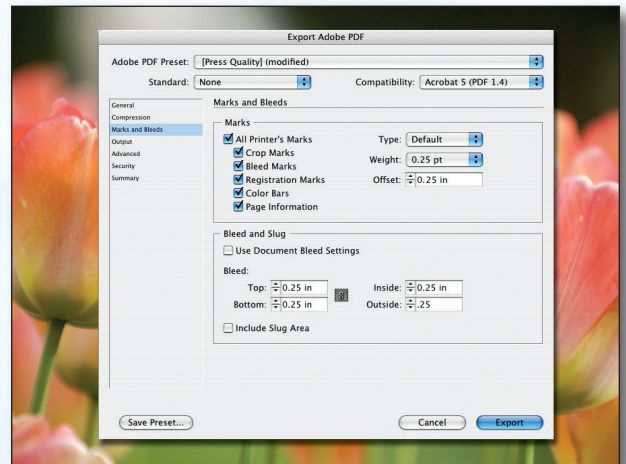 Export Adobe PDF
Adobe PDF Preset: [Press Quality] (modified)
Standard: None Compatibility: Acrobat 5 (PDF 1.4)
General
Compression
Marks and Bleeds
Output
Advanced
Security
Summary
Marks and Bleeds
Marks
All Printer's Marks Type: Default
Crop Marks Weight: 0.25 pt
Bleed Marks
Registration Marks Offset: 0.25 in
Color Bars
Page Information
Bleed and Slug
Use Document Bleed Settings
Bleed:
Top: 0.25 in Inside: 0.25 in
Bottom: 0.25 in Outside: .25
Include Slug Area
Save Preset... Cancel Export